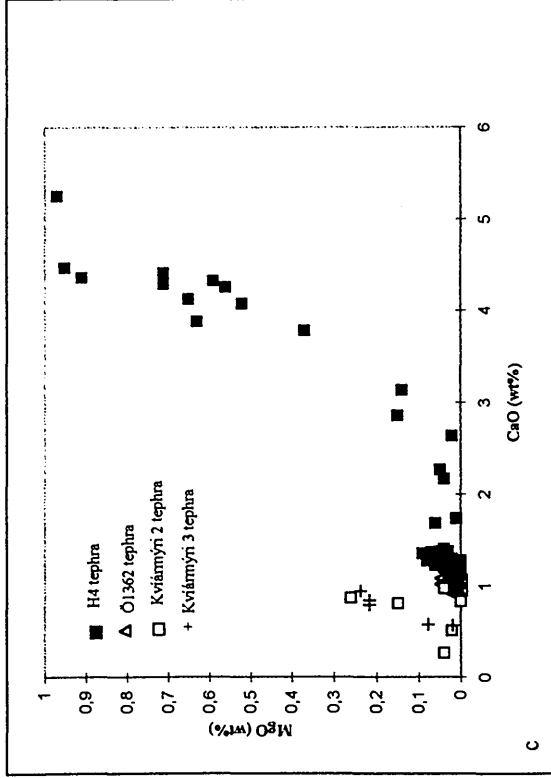 1
0,9
0,8
0,7
0,6
0,5
0,4
0,3
0,2
0,1
0
MgO (wt%)
H4 tephra
Ö1362 tephra
Kvíármýri 2 tephra
Kvíármýri 3 tephra
0 1 2 3 4 5 6
CaO (wt%)
C